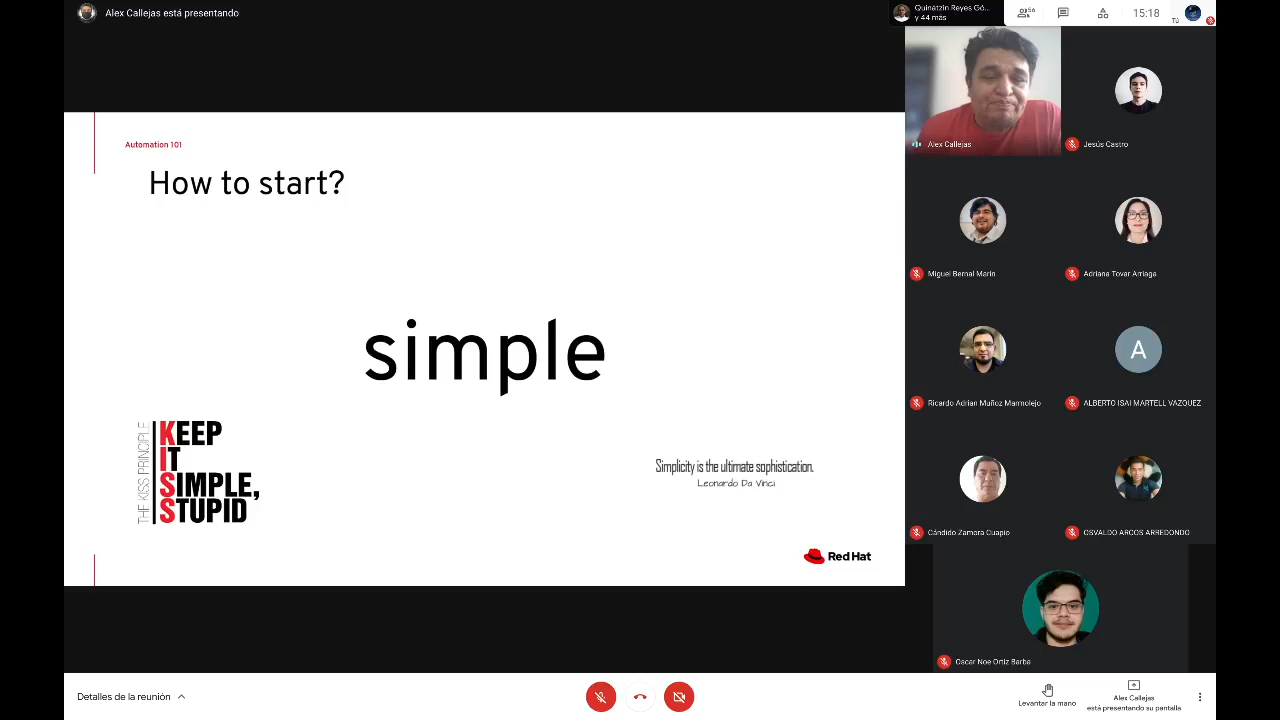 Alex Callejas está presentando
Quinatzin Reyes Gó...
y 44 más
56
15:18
Tú
Automation 101
How to start?
simple
THE KISS PRINCIPLE
KEEP
IT
SIMPLE,
STUPID
Simplicity is the ultimate sophistication.
Leonardo Da Vinci
Red Hat
Alex Callejas
Jesús Castro
Miguel Bernal Marin
Adriana Tovar Arriaga
Ricardo Adrian Muñoz Marmolejo
A
ALBERTO ISAI MARTELL VAZQUEZ
Cándido Zamora Cuapio
OSVALDO ARCOS ARREDONDO
Oscar Noe Ortiz Barba
Detalles de la reunión
Levantar la mano
Alex Callejas
está presentando su pantalla